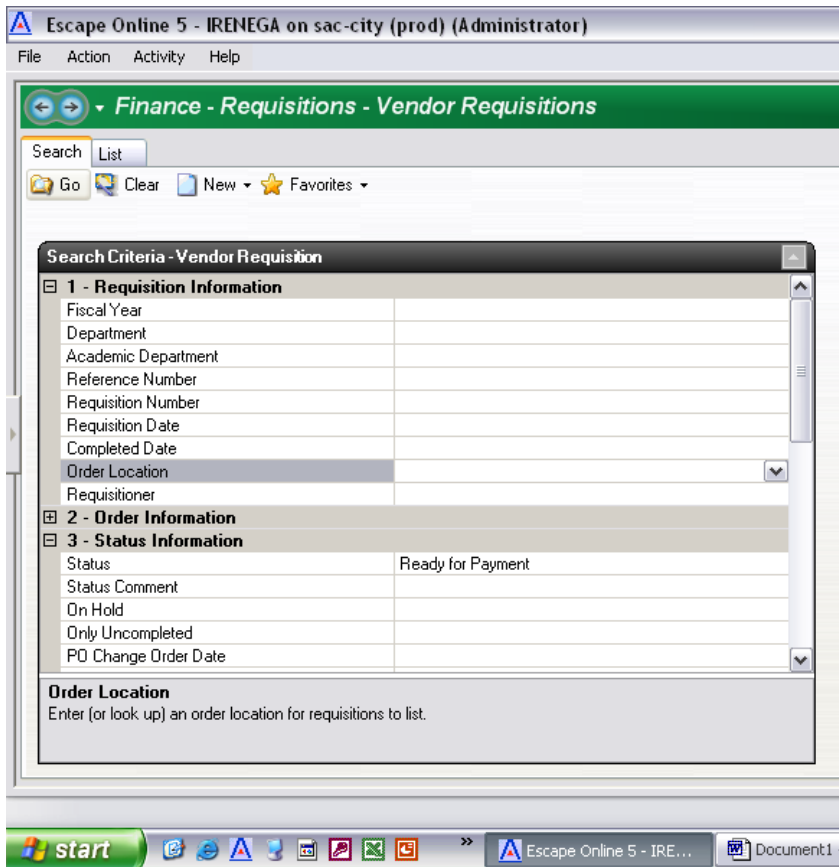 Escape Online 5 - IRENEGA on sac-city (prod) (Administrator)
File Action Activity Help
Finance - Requisitions - Vendor Requisitions
Search List
Go Clear New Favorites
Search Criteria - Vendor Requisition
1 - Requisition Information
Fiscal Year
Department
Academic Department
Reference Number
Requisition Number
Requisition Date
Completed Date
Order Location
Requisitioner
2 - Order Information
3 - Status Information
Status Ready for Payment
Status Comment
On Hold
Only Uncompleted
PO Change Order Date
Order Location
Enter (or look up) an order location for requisitions to list.
start » Escape Online 5 - IRE... Document1